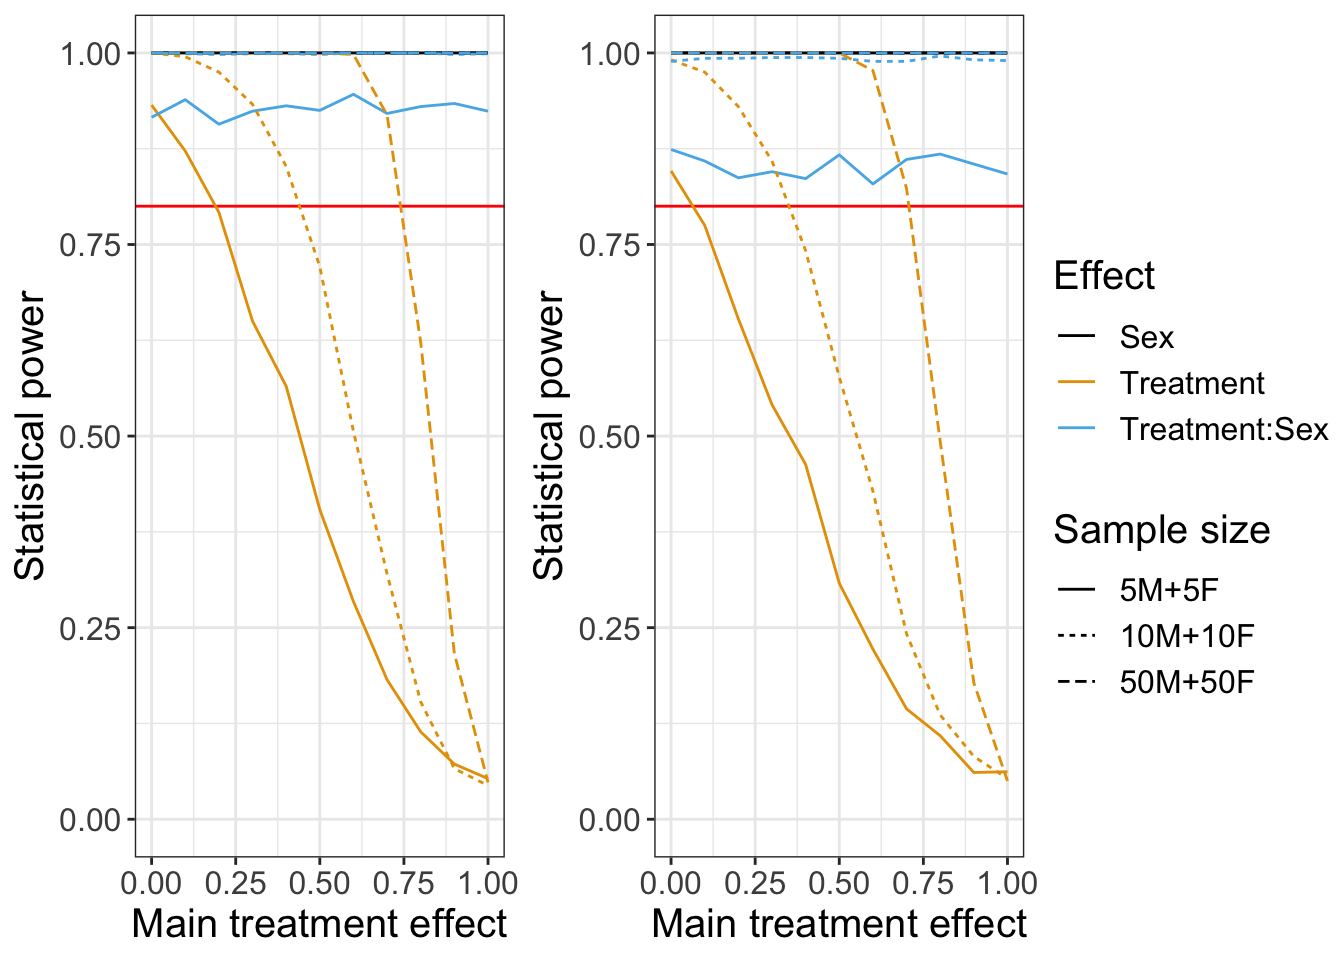 Statistical power
1.00
0.75
0.50
0.25
0.00
0.00 0.25 0.50 0.75 1.00
Main treatment effect
Statistical power
1.00
0.75
0.50
0.25
0.00
0.00 0.25 0.50 0.75 1.00
Main treatment effect
Effect
Sex
Treatment
Treatment:Sex
Sample size
5M+5F
10M+10F
50M+50F